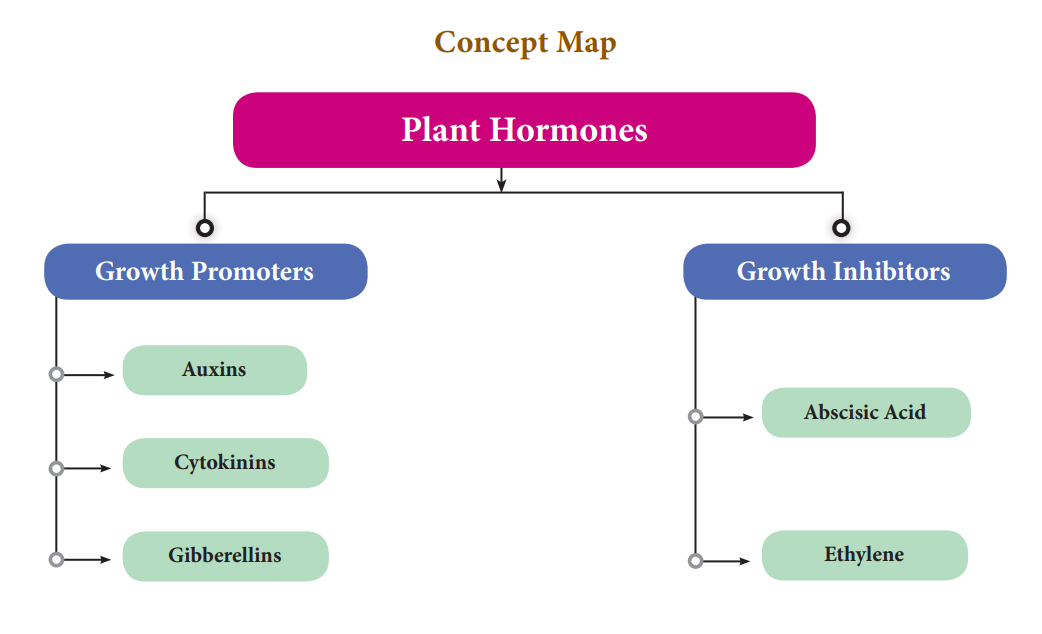 Concept Map
Plant Hormones
Growth Promoters
Auxins
Cytokinins
Gibberellins
Growth Inhibitors
Abscisic Acid
Ethylene